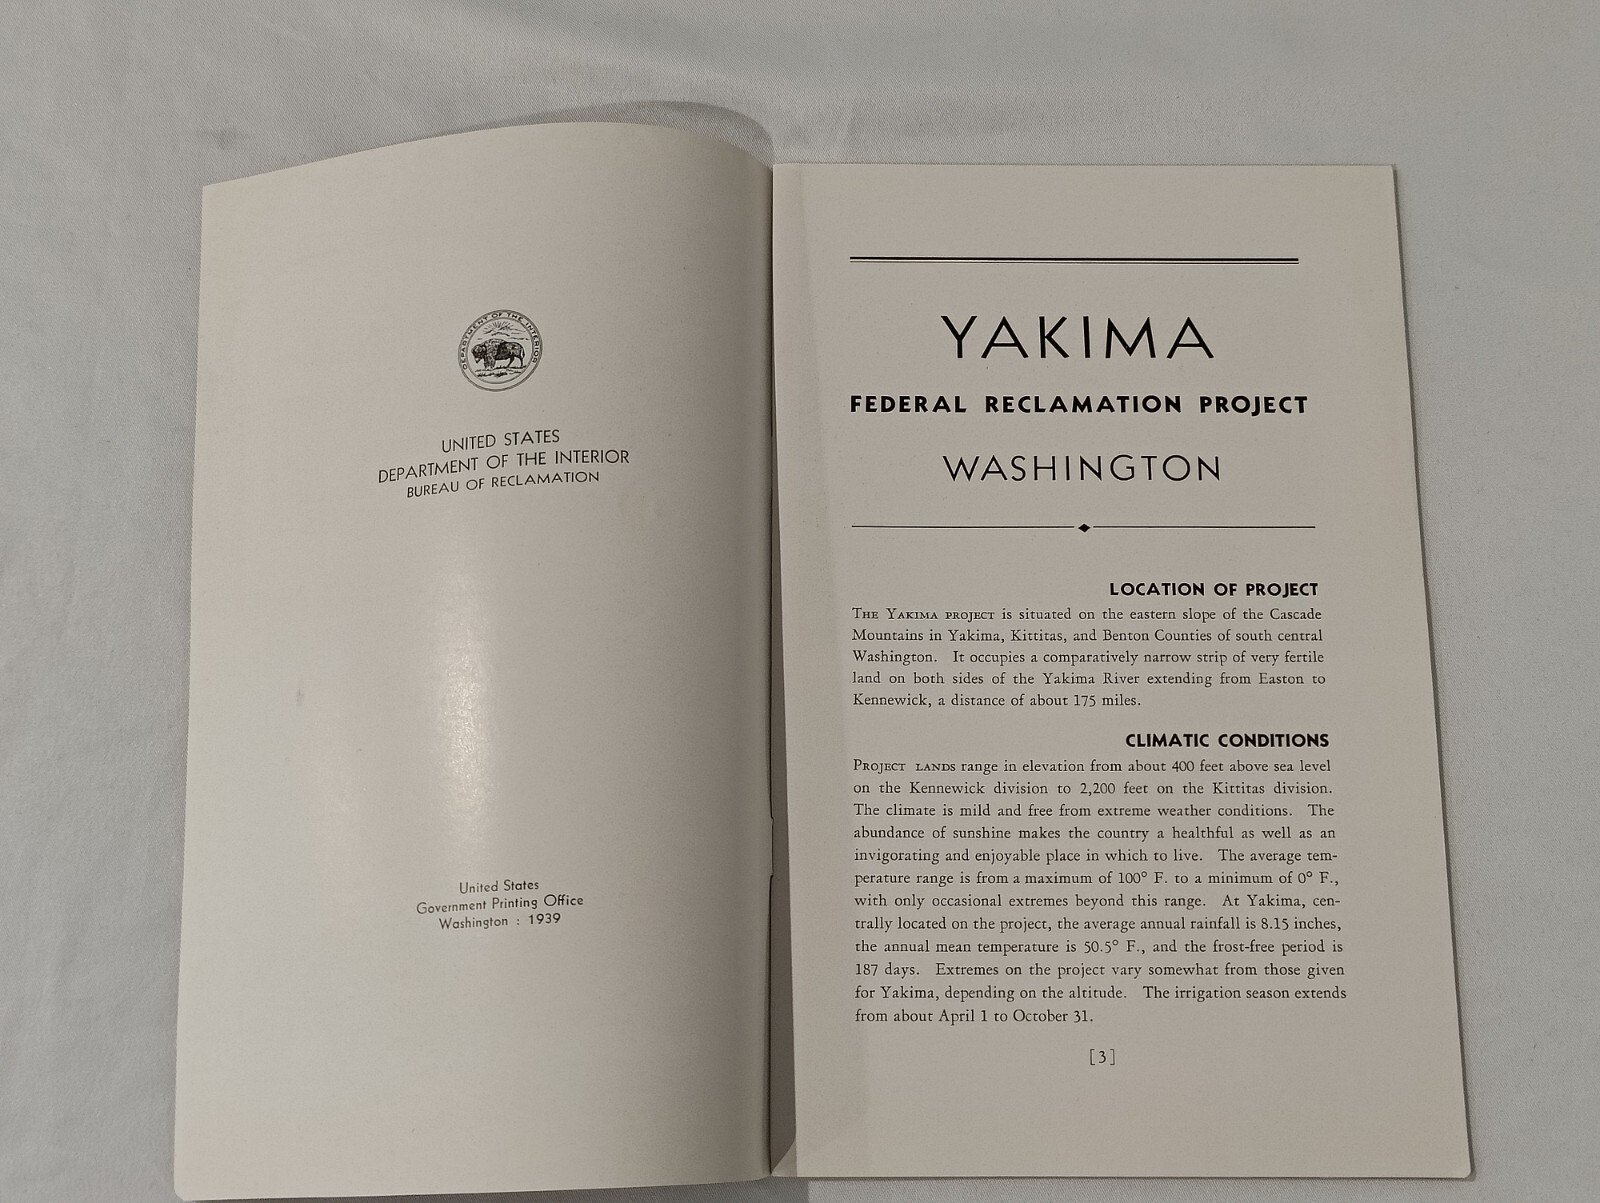 DEPARTMENT OF THE INTERIOR
UNITED STATES
DEPARTMENT OF THE INTERIOR
BUREAU OF RECLAMATION
United States
Government Printing Office
Washington : 1939
YAKIMA
FEDERAL RECLAMATION PROJECT
WASHINGTON
LOCATION OF PROJECT
THE YAKIMA PROJECT is situated on the eastern slope of the Cascade
Mountains in Yakima, Kittitas, and Benton Counties of south central
Washington. It occupies a comparatively narrow strip of very fertile
land on both sides of the Yakima River extending from Easton to
Kennewick, a distance of about 175 miles.
CLIMATIC CONDITIONS
PROJECT LANDS range in elevation from about 400 feet above sea level
on the Kennewick division to 2,200 feet on the Kittitas division.
The climate is mild and free from extreme weather conditions. The
abundance of sunshine makes the country a healthful as well as an
invigorating and enjoyable place in which to live. The average tem-
perature range is from a maximum of 100° F. to a minimum of 0° F.,
with only occasional extremes beyond this range. At Yakima, cen-
trally located on the project, the average annual rainfall is 8.15 inches,
the annual mean temperature is 50.5° F., and the frost-free period is
187 days. Extremes on the project vary somewhat from those given
for Yakima, depending on the altitude. The irrigation season extends
from about April 1 to October 31.
[3]